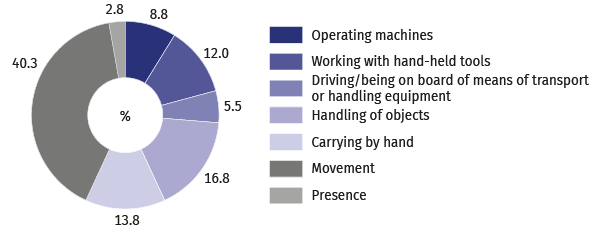 2.8
8.8
12.0
40.3
5.5
%
16.8
13.8
Operating machines
Working with hand-held tools
Driving/being on board of means of transport
or handling equipment
Handling of objects
Carrying by hand
Movement
Presence